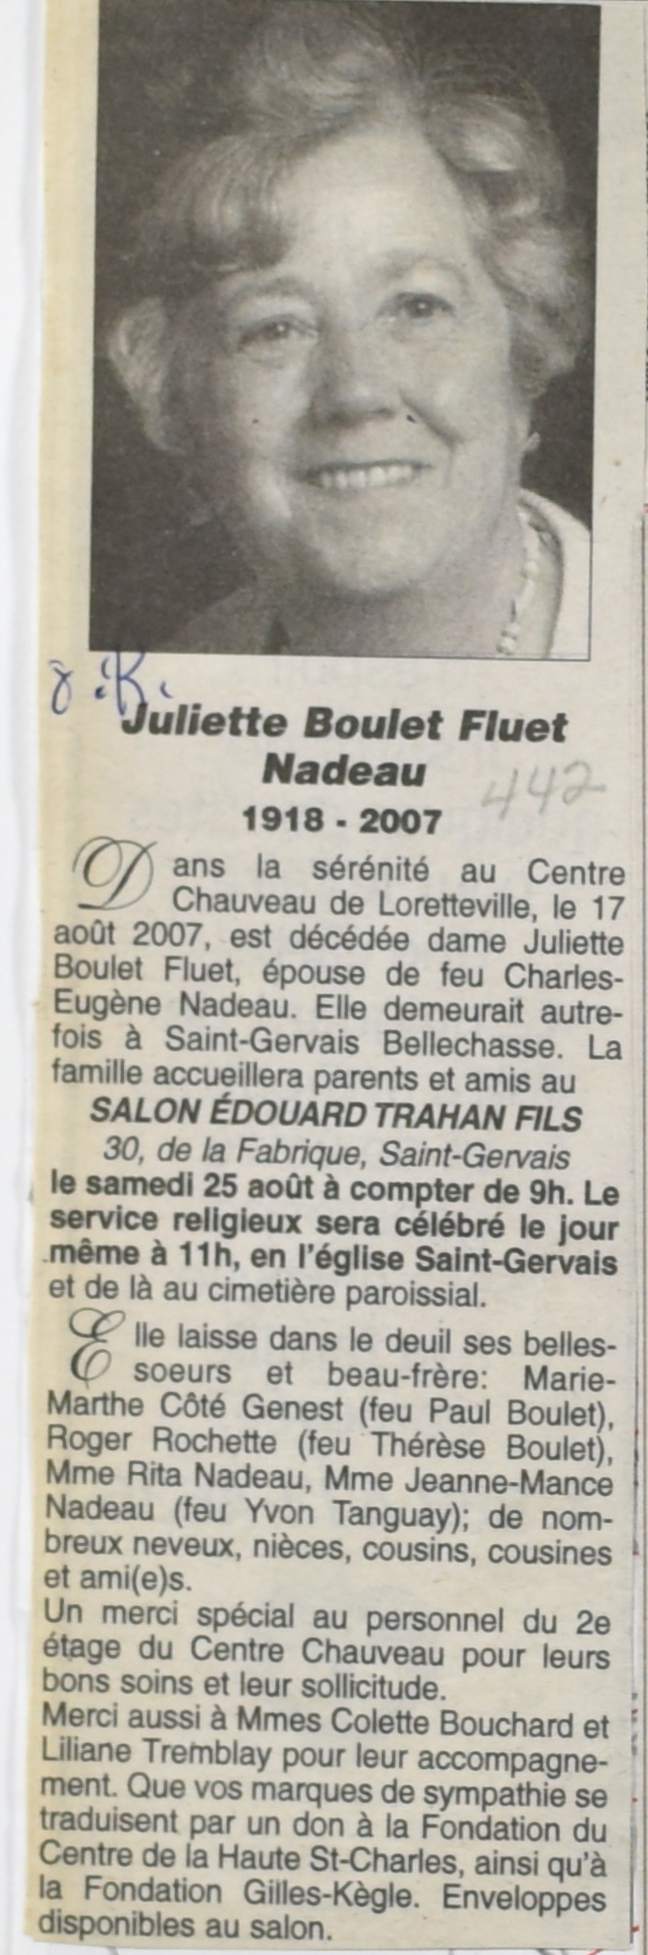 Juliette Boulet Fluet
Nadeau
442
1918 - 2007
Dans la sérénité au Centre
Chauveau de Loretteville, le 17
août 2007, est décédée dame Juliette
Boulet Fluet, épouse de feu Charles-
Eugène Nadeau. Elle demeurait autre-
fois à Saint-Gervais Bellechasse. La
famille accueillera parents et amis au
SALON ÉDOUARD TRAHAN FILS
30, de la Fabrique, Saint-Gervais
le samedi 25 août à compter de 9h. Le
service religieux sera célébré le jour
même à 11h, en l'église Saint-Gervais
et de là au cimetière paroissial.
Elle laisse dans le deuil ses belles-
soeurs et beau-frère: Marie-
Marthe Côté Genest (feu Paul Boulet),
Roger Rochette (feu Thérèse Boulet),
Mme Rita Nadeau, Mme Jeanne-Mance
Nadeau (feu Yvon Tanguay); de nom-
breux neveux, nièces, cousins, cousines
et ami(e)s.
Un merci spécial au personnel du 2e
étage du Centre Chauveau pour leurs
bons soins et leur sollicitude.
Merci aussi à Mmes Colette Bouchard et
Liliane Tremblay pour leur accompagne-
ment. Que vos marques de sympathie se
traduisent par un don à la Fondation du
Centre de la Haute St-Charles, ainsi qu'à
la Fondation Gilles-Kègle. Enveloppes
disponibles au salon.